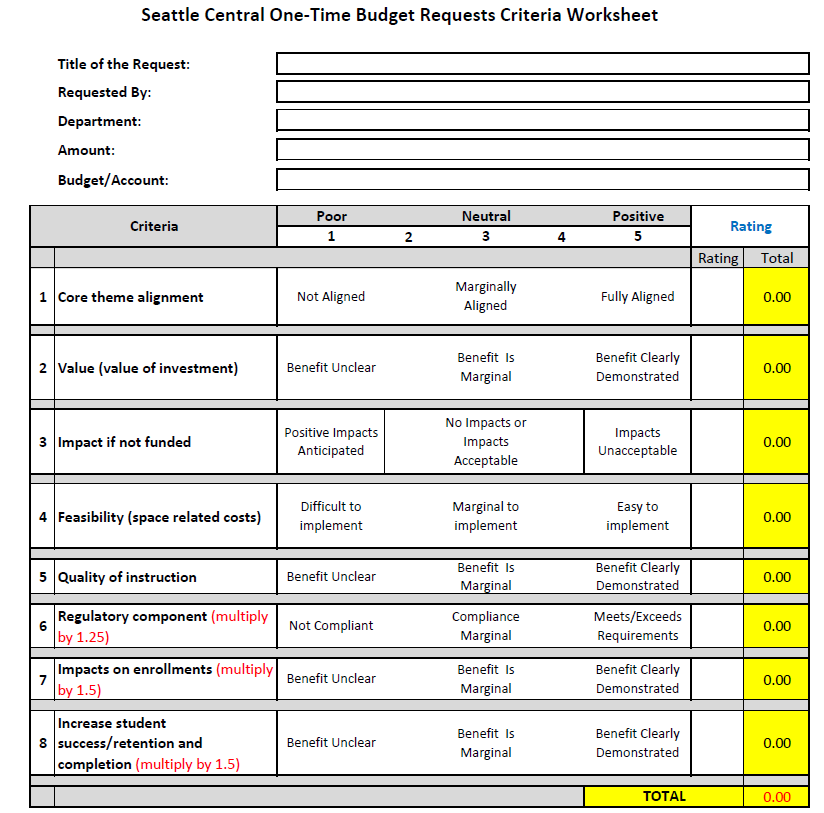 Seattle Central One-Time Budget Requests Criteria Worksheet
Title of the Request:
Requested By:
Department:
Amount:
Budget/Account:
Criteria
Poor
Neutral
Positive
Rating
1
2
3
4
5
Rating
Total
1
Core theme alignment
Not Aligned
Marginally
Aligned
Fully Aligned
0.00
2
Value (value of investment)
Benefit Unclear
Benefit Is
Marginal
Benefit Clearly
Demonstrated
0.00
3
Impact if not funded
Positive Impacts
Anticipated
No Impacts or
Impacts
Acceptable
Impacts
Unacceptable
0.00
4
Feasibility (space related costs)
Difficult to
implement
Marginal to
implement
Easy to
implement
0.00
5
Quality of instruction
Benefit Unclear
Benefit Is
Marginal
Benefit Clearly
Demonstrated
0.00
6
Regulatory component (multiply
by 1.25)
Not Compliant
Compliance
Marginal
Meets/Exceeds
Requirements
0.00
7
Impacts on enrollments (multiply
by 1.5)
Benefit Unclear
Benefit Is
Marginal
Benefit Clearly
Demonstrated
0.00
8
Increase student
success/retention and
completion (multiply by 1.5)
Benefit Unclear
Benefit Is
Marginal
Benefit Clearly
Demonstrated
0.00
TOTAL
0.00